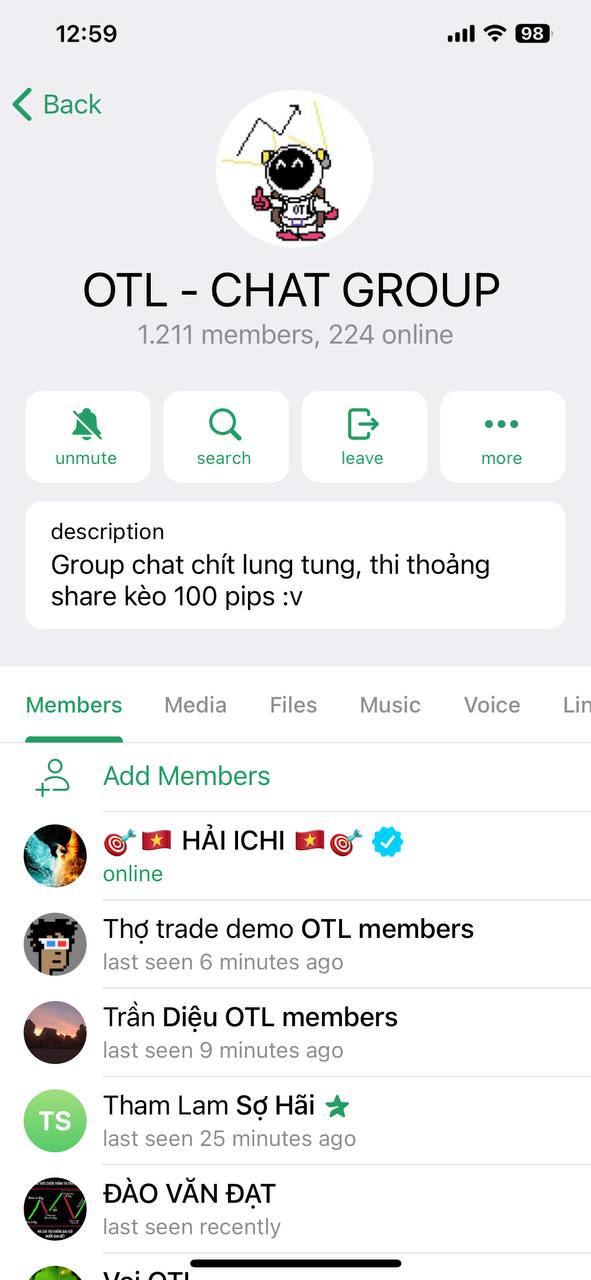 12:59
98
Back
OTL
OTL - CHAT GROUP
1.211 members, 224 online
unmute
search
leave
more
description
Group chat chít lung tung, thi thoảng
share kèo 100 pips :v
Members Media Files Music Voice Lin
Add Members
🎯🇻🇳 HẢI ICHI 🇻🇳🎯
online
Thợ trade demo OTL members
last seen 6 minutes ago
Trần Diệu OTL members
last seen 9 minutes ago
TS
Tham Lam Sợ Hãi
last seen 25 minutes ago
ĐÀO VĂN ĐẠT
last seen recently
Voi OTL